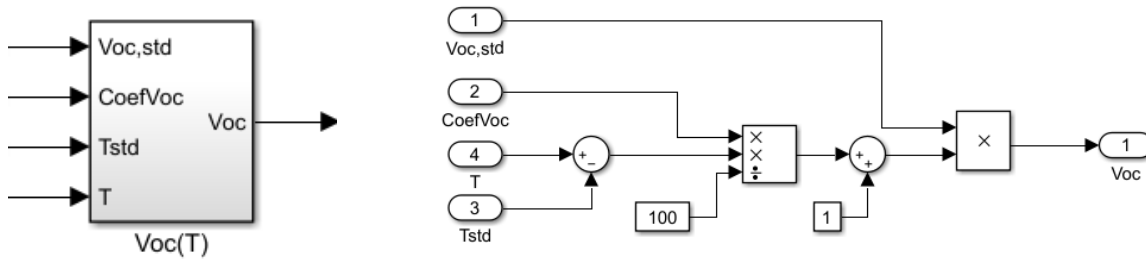 Voc,std
CoefVoc
Voc
Tstd
T
Voc(T)
1
Voc,std
2
CoefVoc
4
T
3
Tstd
+
−
×
×
÷
100
+
+
1
×
1
Voc